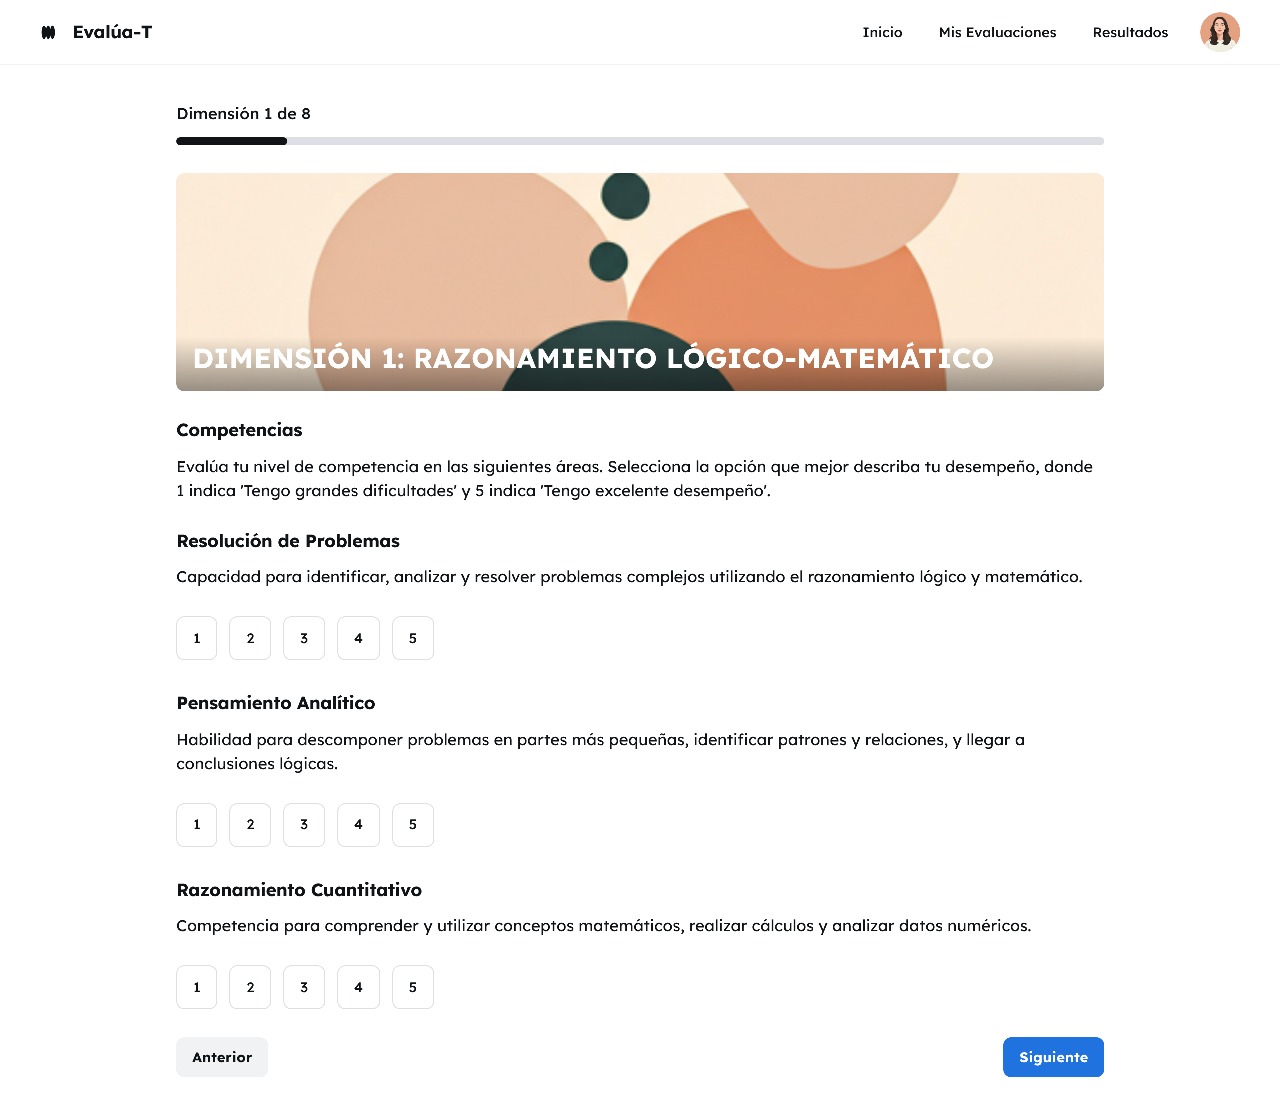 Evalúa-T
Inicio
Mis Evaluaciones
Resultados
Dimensión 1 de 8
DIMENSIÓN 1: RAZONAMIENTO LÓGICO-MATEMÁTICO
Competencias
Evalúa tu nivel de competencia en las siguientes áreas. Selecciona la opción que mejor describa tu desempeño, donde
1 indica 'Tengo grandes dificultades' y 5 indica 'Tengo excelente desempeño'.
Resolución de Problemas
Capacidad para identificar, analizar y resolver problemas complejos utilizando el razonamiento lógico y matemático.
1 2 3 4 5
Pensamiento Analítico
Habilidad para descomponer problemas en partes más pequeñas, identificar patrones y relaciones, y llegar a
conclusiones lógicas.
1 2 3 4 5
Razonamiento Cuantitativo
Competencia para comprender y utilizar conceptos matemáticos, realizar cálculos y analizar datos numéricos.
1 2 3 4 5
Anterior
Siguiente